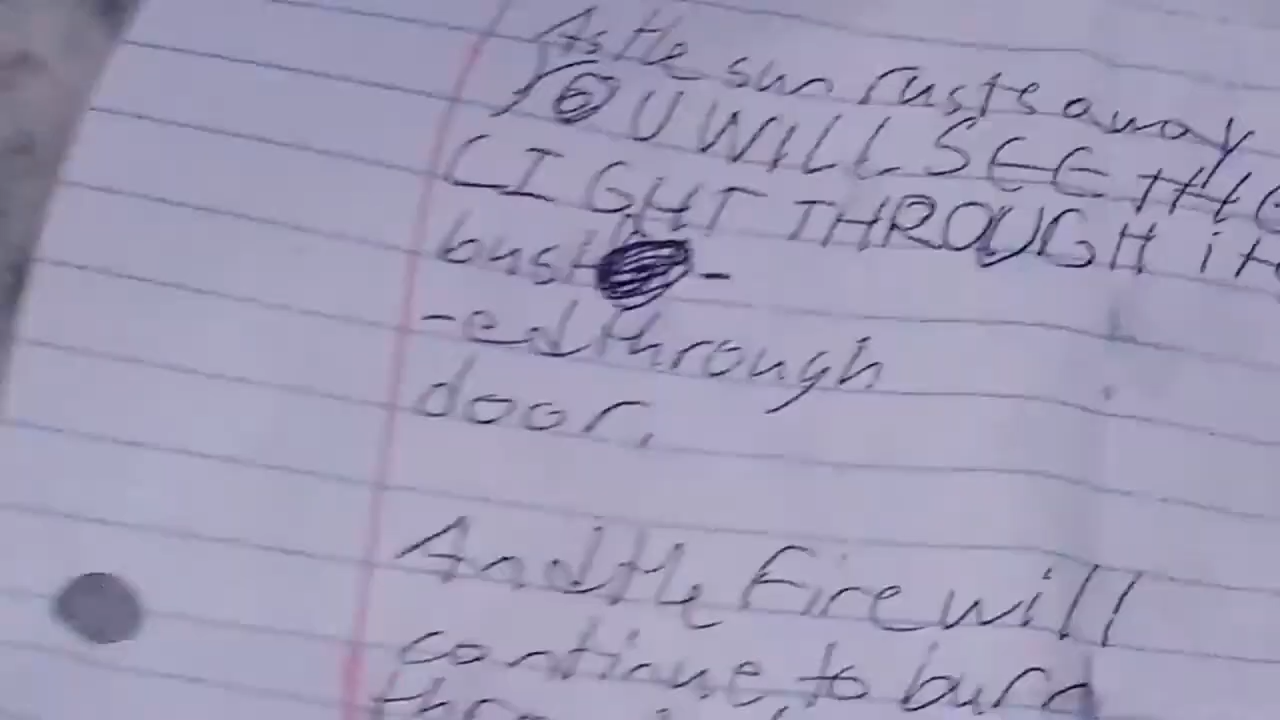 As the sun rusts away
YOU WILL SEE tHE
LIGHT THROUGH it
bust-
-ed through
door.
And the Fire will
continue to burn